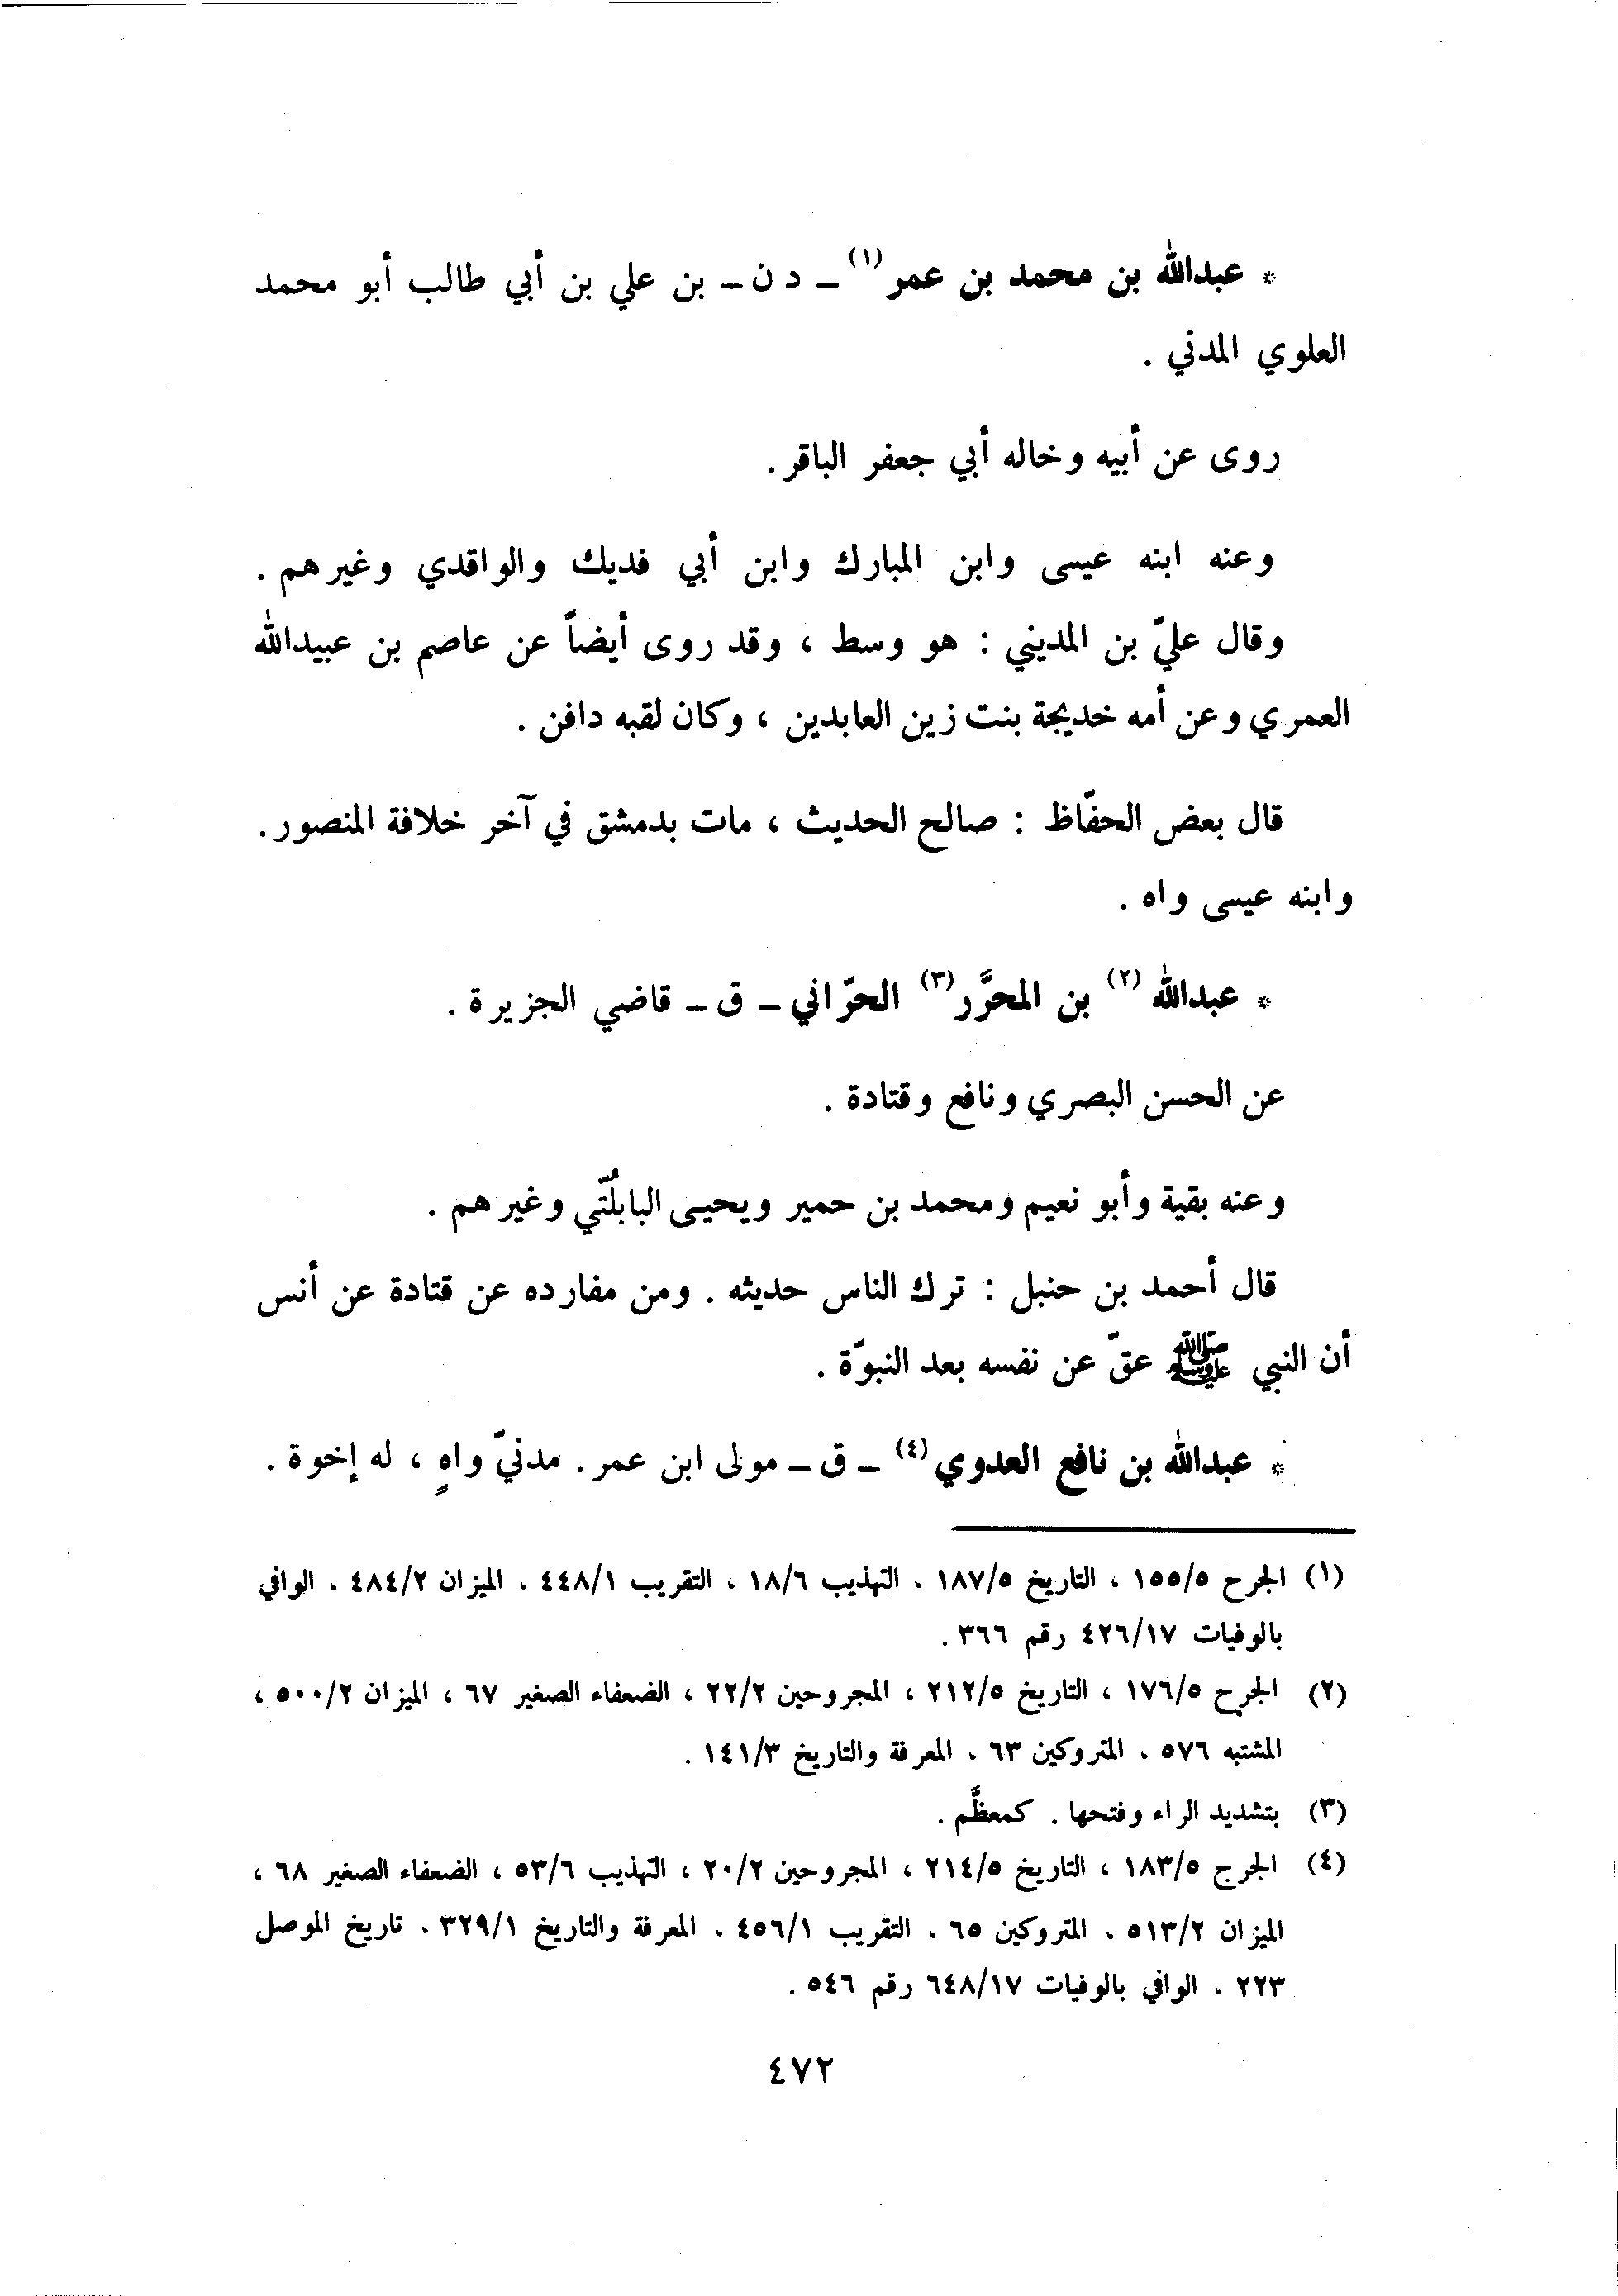 * عبدالله بن محمد بن عمر (١) ـ د ن ـ بن علي بن أبي طالب أبو محمد
العلوي المدني .
روى عن أبيه وخاله أبي جعفر الباقر .
وعنه ابنه عيسى وابن المبارك وابن أبي فديك والواقدي وغيرهم .
وقال عليّ بن المديني : هو وسط ، وقد روى أيضاً عن عاصم بن عبيدالله
العمري وعن أمه خديجة بنت زين العابدين ، وكان لقبه دافن .
قال بعض الحفّاظ : صالح الحديث ، مات بدمشق في آخر خلافة المنصور .
وابنه عيسى واه .
* عبدالله (٢) بن المحرَّر (٣) الحرّاني ـ ق ـ قاضي الجزيرة .
عن الحسن البصري ونافع وقتادة .
وعنه بقية وأبو نعيم ومحمد بن حمير ويحيى البابلُتّي وغيرهم .
قال أحمد بن حنبل : ترك الناس حديثه . ومن مفارده عن قتادة عن أنس
أن النبي ﷺ عقّ عن نفسه بعد النبوّة .
* عبدالله بن نافع العدوي (٤) ـ ق ـ مولى ابن عمر . مدنيّ واهٍ ، له إخوة .
(١) الجرح ١٥٥/٥ ، التاريخ ١٨٧/٥ ، التهذيب ١٨/٦ ، التقريب ٤٤٨/١ ، الميزان ٤٨٤/٢ ، الوافي
بالوفيات ٤٢٦/١٧ رقم ٣٦٦ .
(٢) الجرح ١٧٦/٥ ، التاريخ ٢١٢/٥ ، المجروحين ٢٢/٢ ، الضعفاء الصغير ٦٧ ، الميزان ٥٠٠/٢ ،
المشتبه ٥٧٦ ، المتروكين ٦٣ ، المعرفة والتاريخ ١٤١/٣ .
(٣) بتشديد الراء وفتحها . كمعظَّم .
(٤) الجرح ١٨٣/٥ ، التاريخ ٢١٤/٥ ، المجروحين ٢٠/٢ ، التهذيب ٥٣/٦ ، الضعفاء الصغير ٦٨ ،
الميزان ٥١٣/٢ ، المتروكين ٦٥ ، التقريب ٤٥٦/١ ، المعرفة والتاريخ ٣٢٩/١ ، تاريخ الموصل
٢٢٣ ، الوافي بالوفيات ٦٤٨/١٧ رقم ٥٤٦ .
٤٧٢